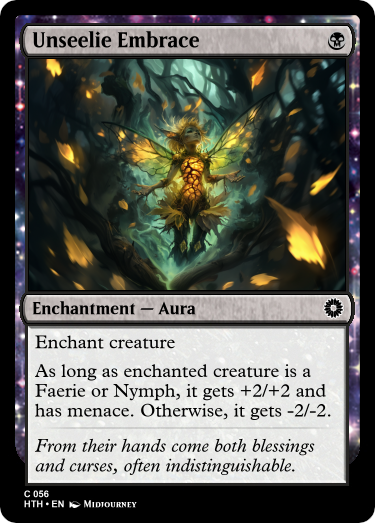 Unseelie Embrace
Enchantment — Aura
Enchant creature
As long as enchanted creature is a
Faerie or Nymph, it gets +2/+2 and
has menace. Otherwise, it gets -2/-2.
From their hands come both blessings
and curses, often indistinguishable.
C 056
HTH • EN Midjourney